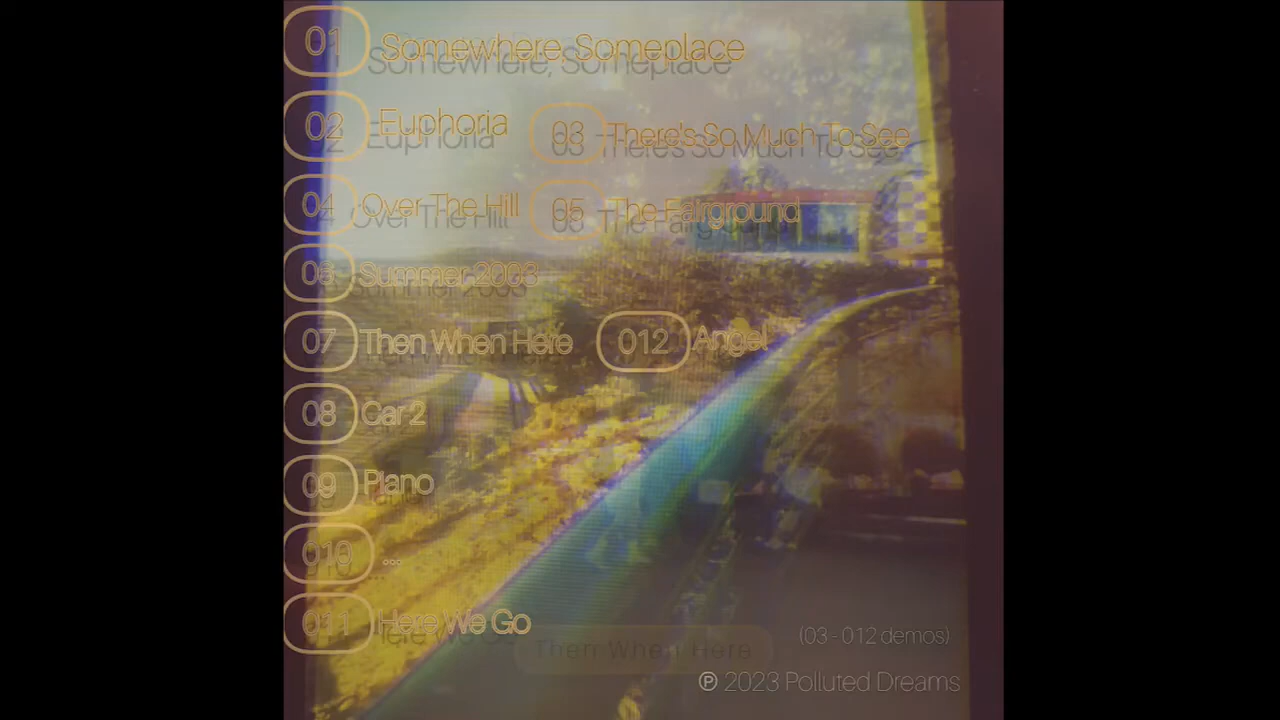 01 Somewhere, Someplace
02 Euphoria 03 There's So Much To See
04 Over The Hill 05 The Fairground
06 Summer 2003
07 Then When Here 012 Angel
08 Car 2
09 Piano
010 ...
011 Here We Go
Then When Here
(03 - 012 demos)
℗ 2023 Polluted Dreams